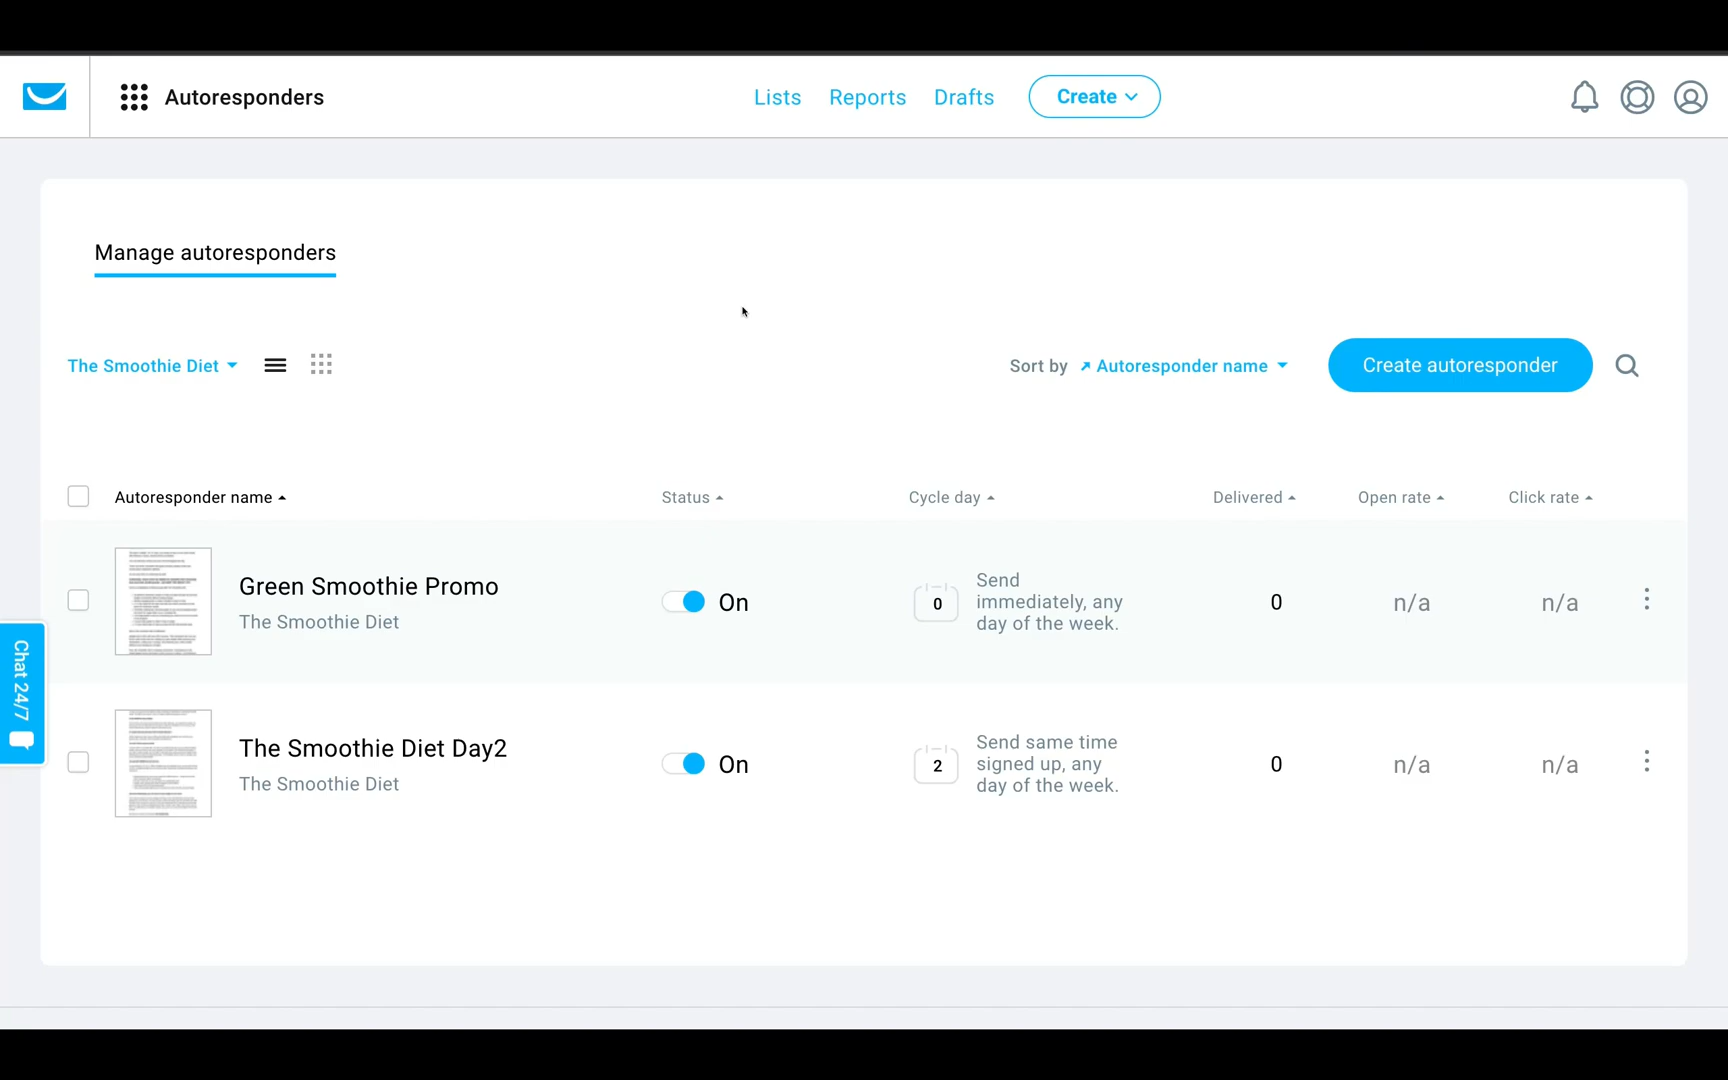 Autoresponders
Lists Reports Drafts Create
Manage autoresponders
The Smoothie Diet
Sort by Autoresponder name
Create autoresponder
Autoresponder name Status Cycle day Delivered Open rate Click rate
Green Smoothie Promo
The Smoothie Diet
On
0
Send
immediately, any
day of the week.
0
n/a
n/a
Chat 24/7
The Smoothie Diet Day2
The Smoothie Diet
On
2
Send same time
signed up, any
day of the week.
0
n/a
n/a